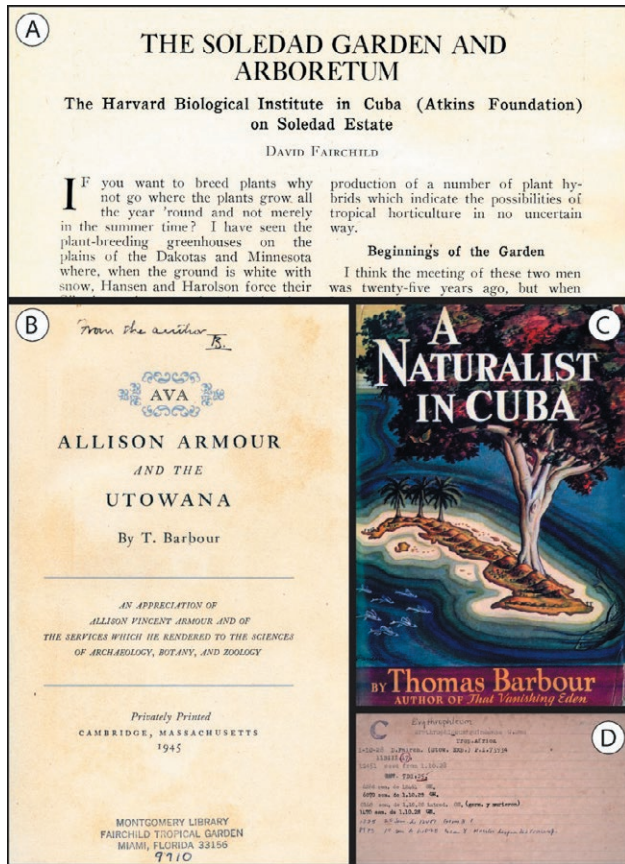 A
THE SOLEDAD GARDEN AND
ARBORETUM
The Harvard Biological Institute in Cuba (Atkins Foundation)
on Soledad Estate
DAVID FAIRCHILD
IF you want to breed plants why
not go where the plants grow all
the year 'round and not merely
in the summer time? I have seen the
plant-breeding greenhouses on the
plains of the Dakotas and Minnesota
where, when the ground is white with
snow, Hansen and Harolson force their
production of a number of plant hy-
brids which indicate the possibilities of
tropical horticulture in no uncertain
way.
Beginnings of the Garden
I think the meeting of these two men
was twenty-five years ago, but when
B
From the author
B.
AVA
ALLISON ARMOUR
AND THE
UTOWANA
By T. Barbour
AN APPRECIATION OF
ALLISON VINCENT ARMOUR AND OF
THE SERVICES WHICH HE RENDERED TO THE SCIENCES
OF ARCHAEOLOGY, BOTANY, AND ZOOLOGY
Privately Printed
CAMBRIDGE, MASSACHUSETTS
1945
MONTGOMERY LIBRARY
FAIRCHILD TROPICAL GARDEN
MIAMI, FLORIDA 33156
9710
C
A
NATURALIST
IN CUBA
BY Thomas Barbour
AUTHOR OF That Vanishing Eden
D
C
Erythrophleum
Trop. Africa